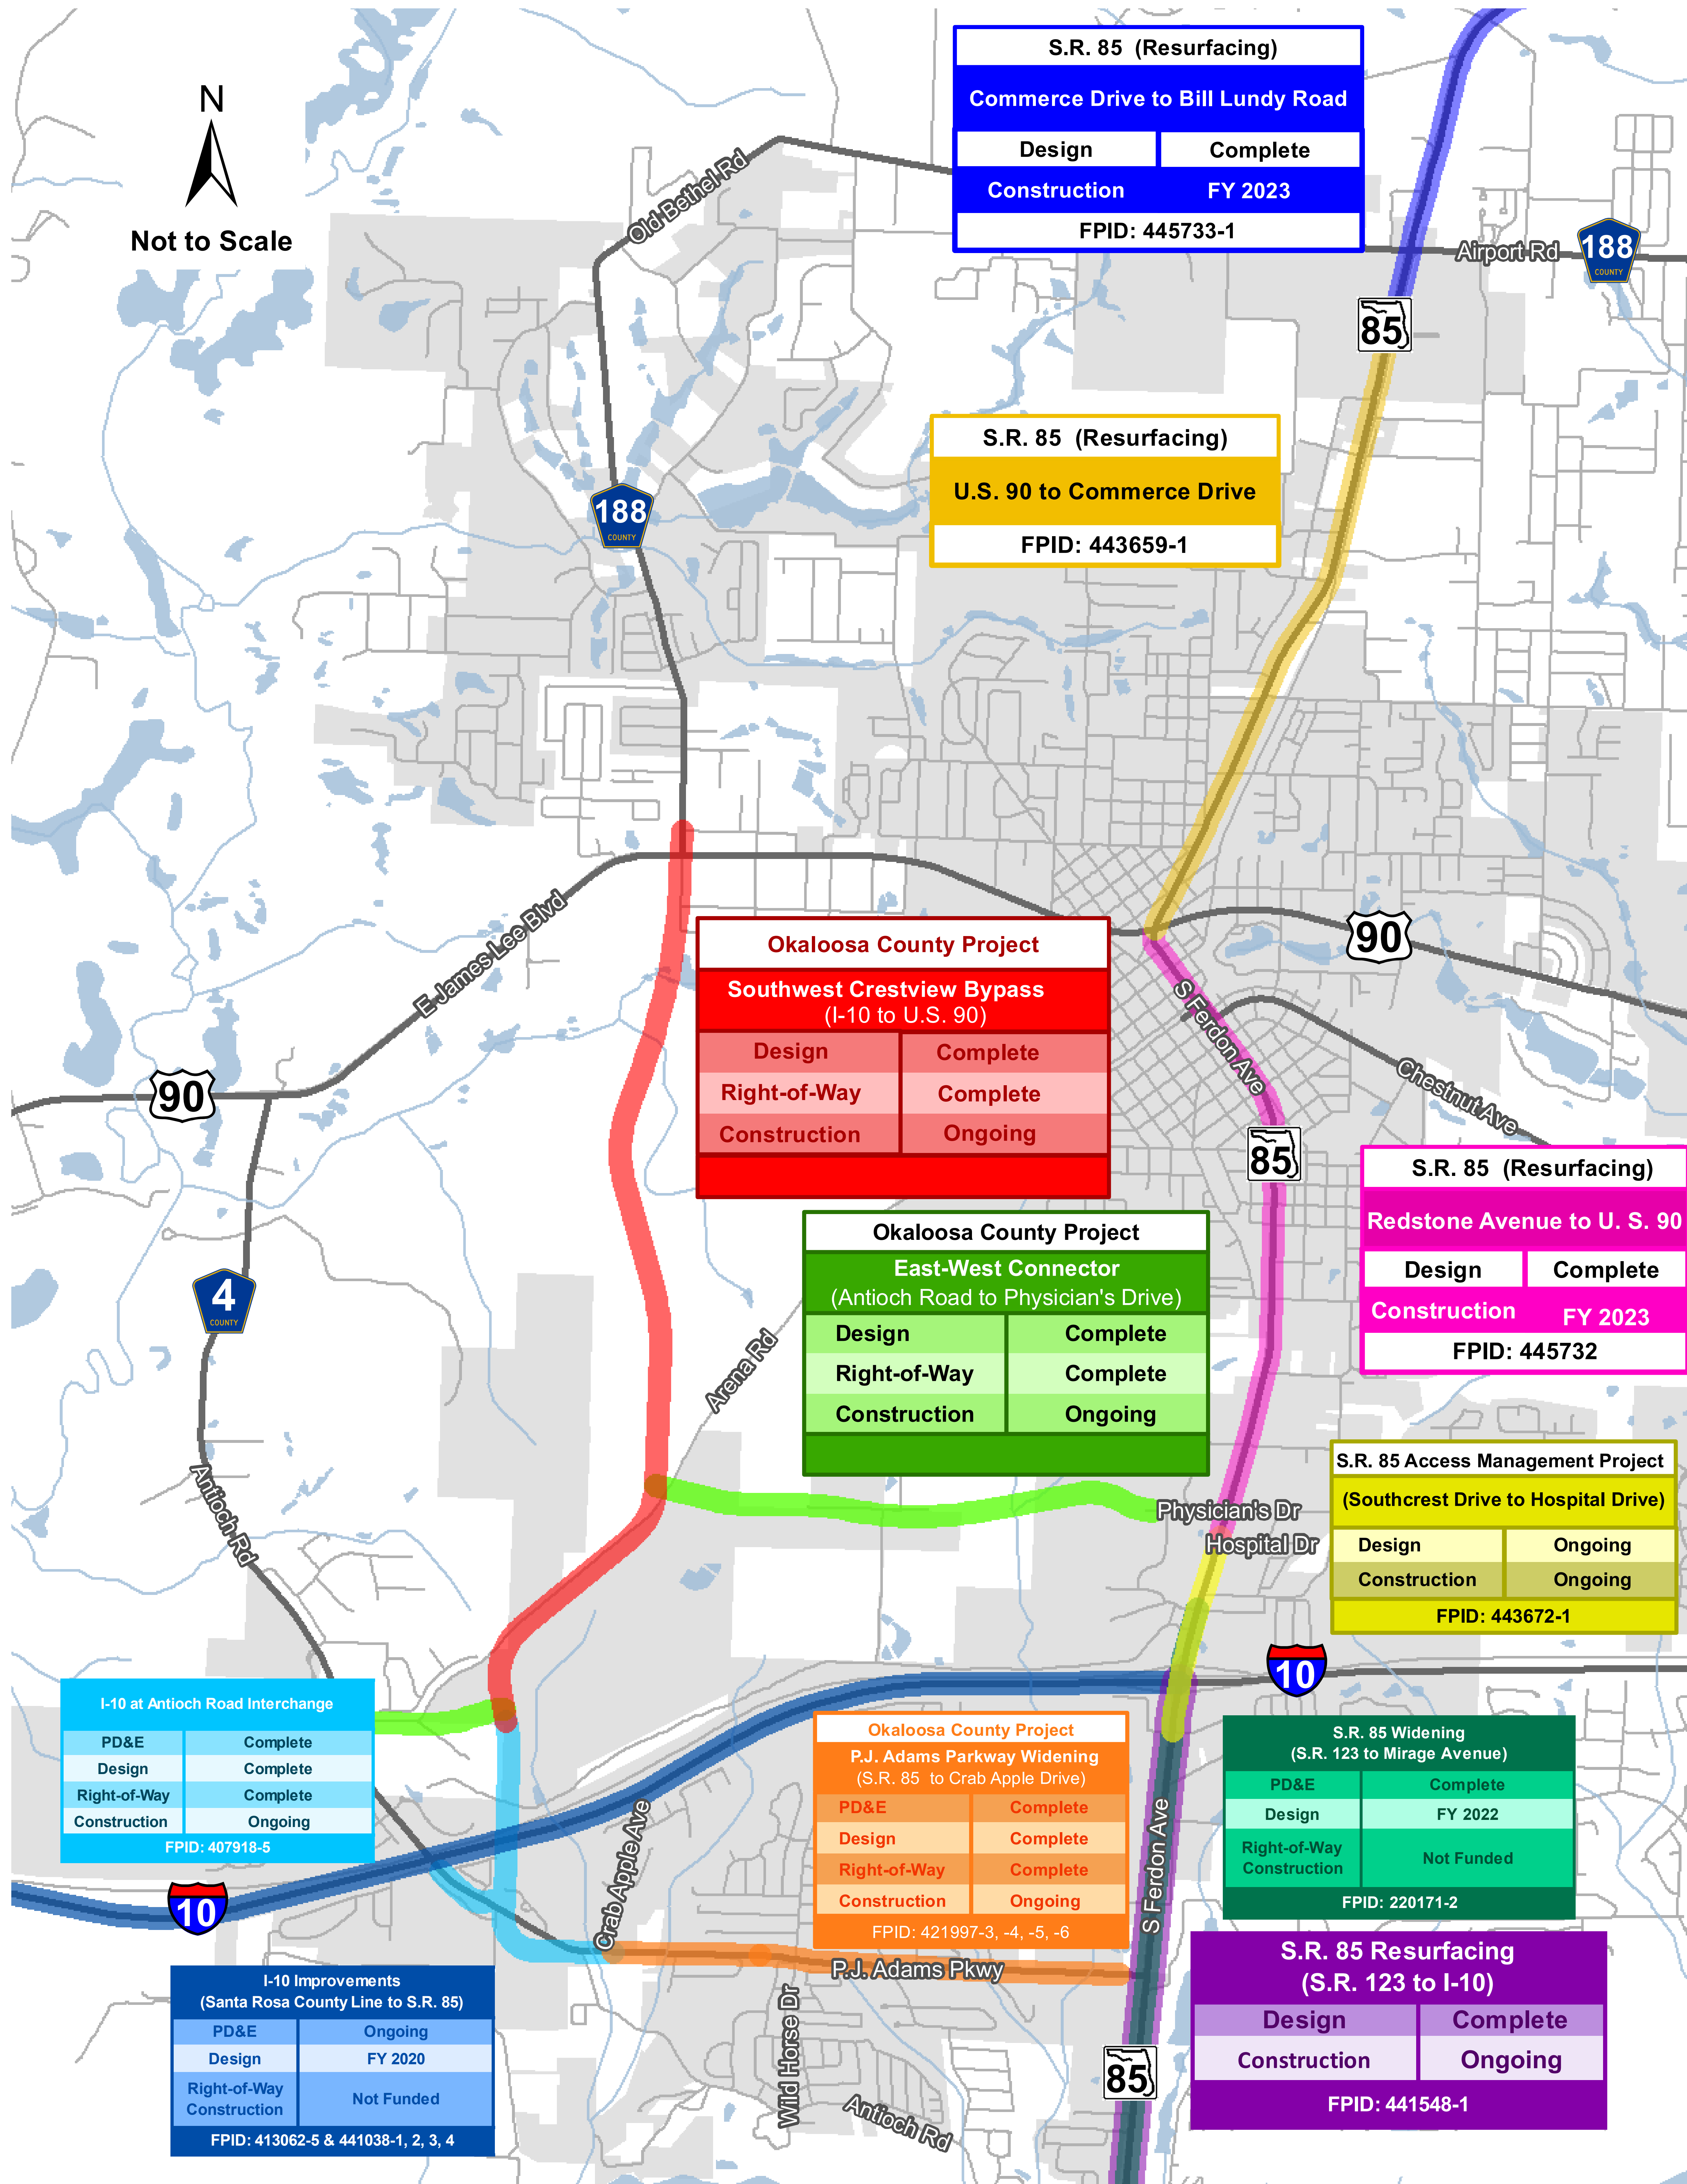 N
Not to Scale
S.R. 85 (Resurfacing)
Commerce Drive to Bill Lundy Road
Design Complete
Construction FY 2023
FPID: 445733-1
Old Bethel Rd
Airport Rd
188
COUNTY
85
S.R. 85 (Resurfacing)
U.S. 90 to Commerce Drive
FPID: 443659-1
188
COUNTY
E James Lee Blvd
90
90
Okaloosa County Project
Southwest Crestview Bypass
(I-10 to U.S. 90)
Design Complete
Right-of-Way Complete
Construction Ongoing
S Ferdon Ave
Chestnut Ave
85
S.R. 85 (Resurfacing)
Redstone Avenue to U. S. 90
Design Complete
Construction FY 2023
FPID: 445732
4
COUNTY
Okaloosa County Project
East-West Connector
(Antioch Road to Physician's Drive)
Design Complete
Right-of-Way Complete
Construction Ongoing
Arena Rd
Antioch Rd
Physician's Dr
Hospital Dr
S.R. 85 Access Management Project
(Southcrest Drive to Hospital Drive)
Design Ongoing
Construction Ongoing
FPID: 443672-1
10
I-10 at Antioch Road Interchange
PD&E Complete
Design Complete
Right-of-Way Complete
Construction Ongoing
FPID: 407918-5
Okaloosa County Project
P.J. Adams Parkway Widening
(S.R. 85 to Crab Apple Drive)
PD&E Complete
Design Complete
Right-of-Way Complete
Construction Ongoing
FPID: 421997-3, -4, -5, -6
S.R. 85 Widening
(S.R. 123 to Mirage Avenue)
PD&E Complete
Design FY 2022
Right-of-Way
Construction Not Funded
FPID: 220171-2
Crab Apple Ave
S Ferdon Ave
10
P.J. Adams Pkwy
Wild Horse Dr
Antioch Rd
85
I-10 Improvements
(Santa Rosa County Line to S.R. 85)
PD&E Ongoing
Design FY 2020
Right-of-Way
Construction Not Funded
FPID: 413062-5 & 441038-1, 2, 3, 4
S.R. 85 Resurfacing
(S.R. 123 to I-10)
Design Complete
Construction Ongoing
FPID: 441548-1